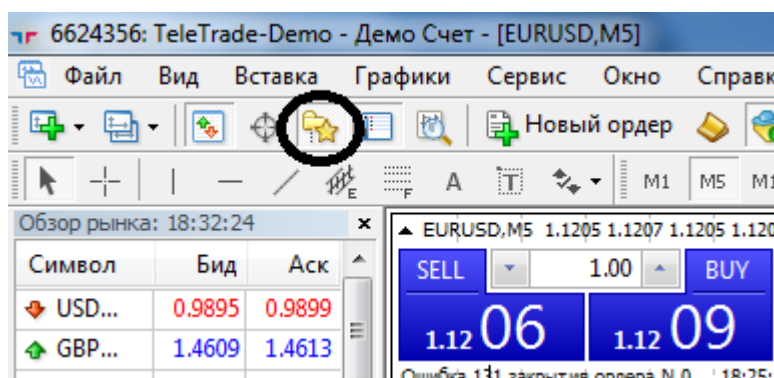 6624356: TeleTrade-Demo - Демо Счет - [EURUSD,M5]
Файл Вид Вставка Графики Сервис Окно
Новый ордер
E F A T M1 M5
Обзор рынка: 18:32:24
EURUSD,M5 1.1205 1.1207 1.1205
Символ Бид Аск
SELL 1.00 BUY
USD... 0.9895 0.9899
GBP... 1.4609 1.4613
1.12 06 1.12 09